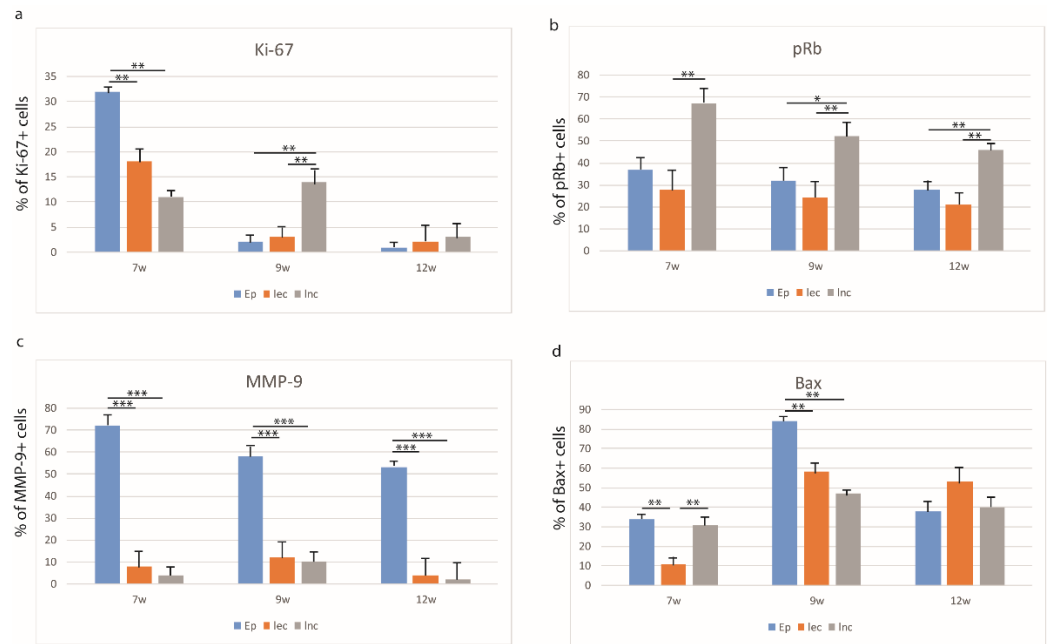 a
Ki-67
% of Ki-67+ cells
35
30
25
20
15
10
5
0
**
**
**
**
7w
9w
12w
Ep
Iec
Inc
b
pRb
% of pRb+ cells
80
70
60
50
40
30
20
10
0
**
*
**
**
**
7w
9w
12w
Ep
Iec
Inc
c
MMP-9
% of MMP-9+ cells
80
70
60
50
40
30
20
10
0
***
***
***
***
***
***
7w
9w
12w
Ep
Iec
Inc
d
Bax
% of Bax+ cells
90
80
70
60
50
40
30
20
10
0
**
**
**
**
7w
9w
12w
Ep
Iec
Inc